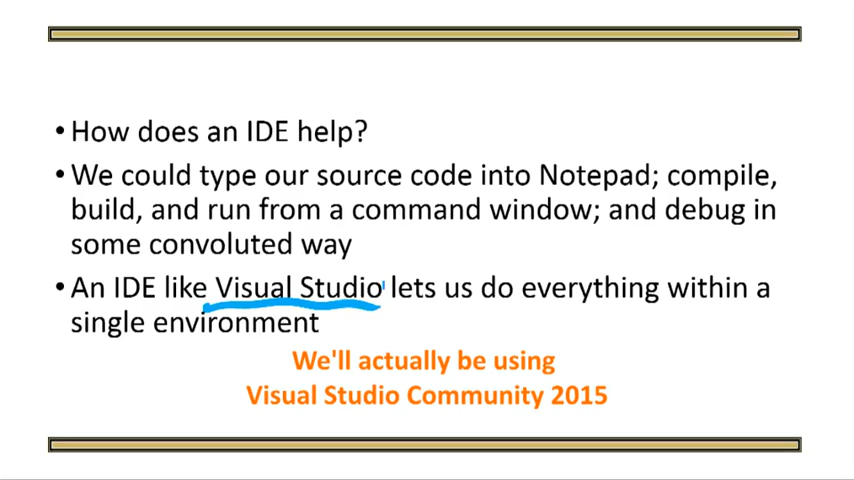 • How does an IDE help?
• We could type our source code into Notepad; compile,
build, and run from a command window; and debug in
some convoluted way
• An IDE like Visual Studio lets us do everything within a
single environment
We'll actually be using
Visual Studio Community 2015